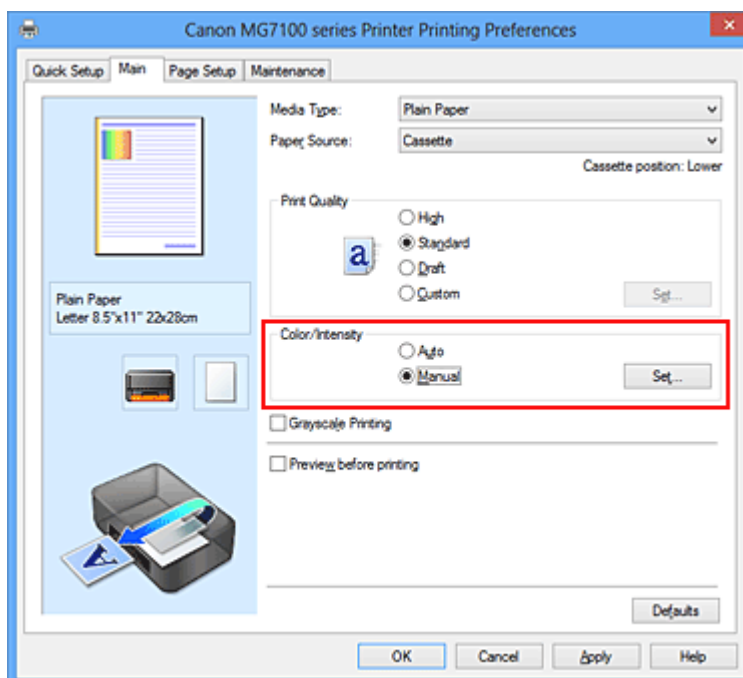 Canon MG7100 series Printer Printing Preferences
Quick Setup Main Page Setup Maintenance
Media Type: Plain Paper
Paper Source: Cassette
Cassette position: Lower
Print Quality
High
a Standard
Draft
Custom Set...
Plain Paper
Letter 8.5"x11" 22x28cm
Color/Intensity
Auto
Manual Set...
Grayscale Printing
Preview before printing
A
Defaults
OK Cancel Apply Help